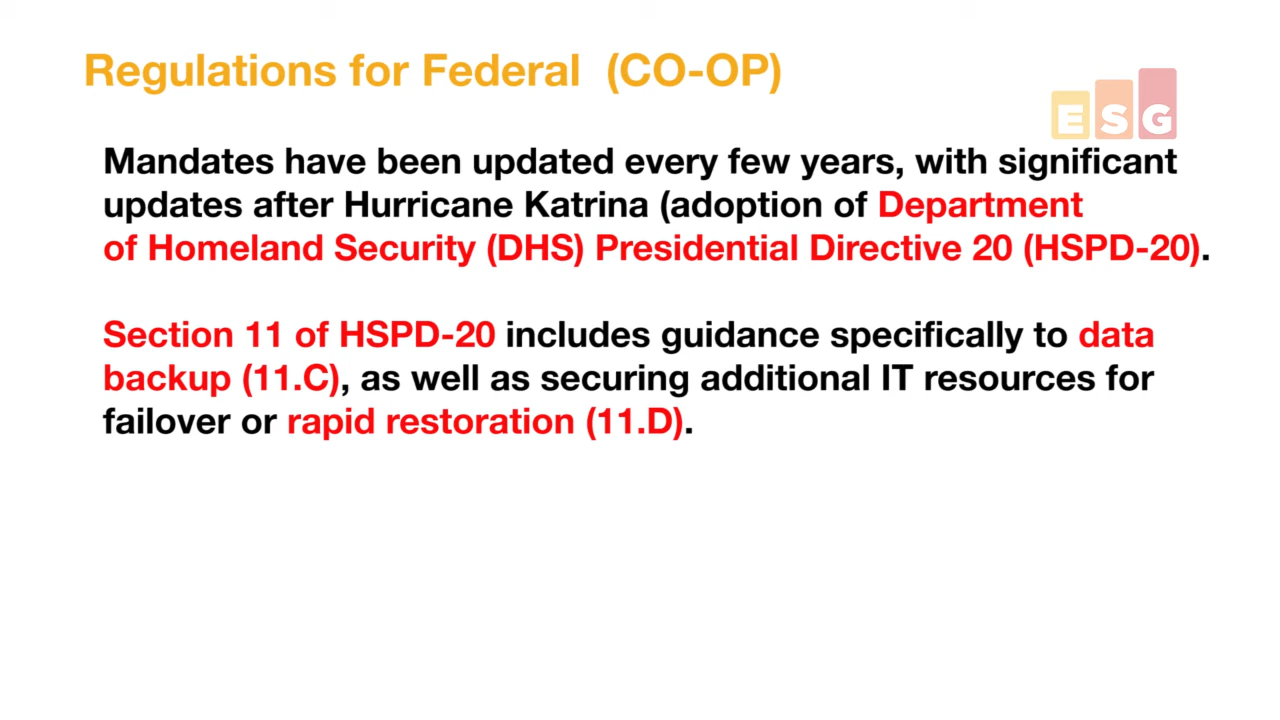 Regulations for Federal (CO-OP)
ESG
Mandates have been updated every few years, with significant
updates after Hurricane Katrina (adoption of Department
of Homeland Security (DHS) Presidential Directive 20 (HSPD-20).
Section 11 of HSPD-20 includes guidance specifically to data
backup (11.C), as well as securing additional IT resources for
failover or rapid restoration (11.D).